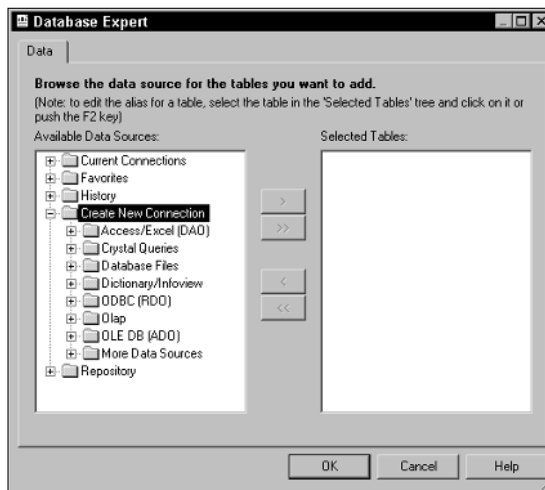 Database Expert
Data
Browse the data source for the tables you want to add.
(Note: to edit the alias for a table, select the table in the 'Selected Tables' tree and click on it or
push the F2 key)
Available Data Sources:
Selected Tables:
Current Connections
Favorites
History
Create New Connection
Access/Excel (DAO)
Crystal Queries
Database Files
Dictionary/Infoview
ODBC (RDO)
Olap
OLE DB (ADO)
More Data Sources
Repository
>
>>
<
<<
OK
Cancel
Help